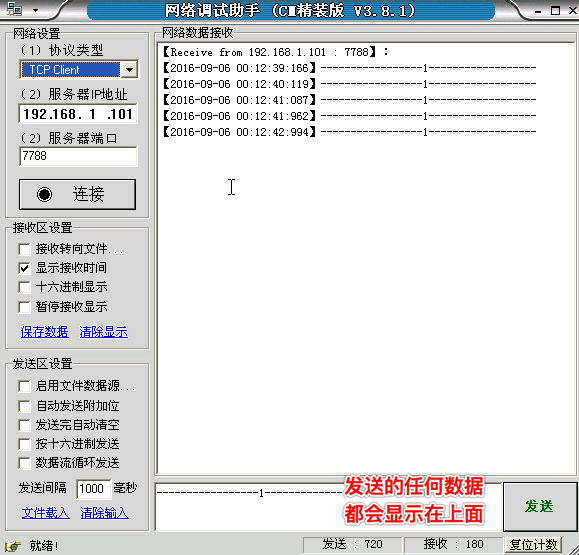 网络调试助手 (CⅢ精装版 V3.8.1)
网络设置
(1) 协议类型
TCP Client
(2) 服务器IP地址
192.168. 1 .101
(2) 服务器端口
7788
连接
接收区设置
接收转向文件...
显示接收时间
十六进制显示
暂停接收显示
保存数据 清除显示
发送区设置
启用文件数据源...
自动发送附加位
发送完自动清空
按十六进制发送
数据流循环发送
发送间隔 1000 毫秒
文件载入 清除输入
网络数据接收
【Receive from 192.168.1.101 : 7788】:
【2016-09-06 00:12:39:166】-----------------1------------------
【2016-09-06 00:12:40:119】-----------------1------------------
【2016-09-06 00:12:41:087】-----------------1------------------
【2016-09-06 00:12:41:962】-----------------1------------------
【2016-09-06 00:12:42:994】-----------------1------------------
-----------------1------------------
发送的任何数据
都会显示在上面
发送
就绪!
发送 : 720
接收 : 180
复位计数